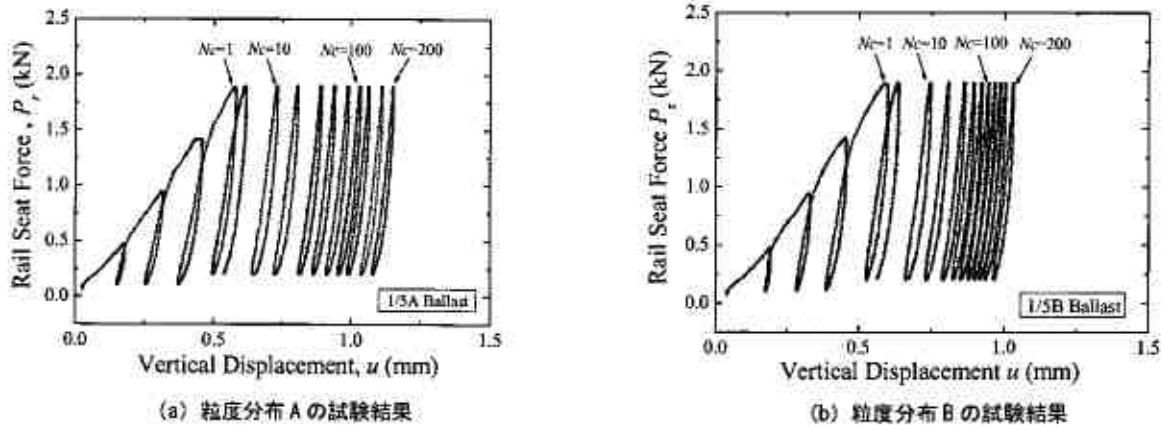 2.5
2.0
1.5
1.0
0.5
0.0
Rail Seat Force , P_r (kN)
Nc=1 Nc=10 Nc=100 Nc=200
1/5A Ballast
0.0 0.5 1.0 1.5
Vertical Displacement, u (mm)
(a) 粒度分布 A の試験結果
2.5
2.0
1.5
1.0
0.5
0.0
Rail Seat Force P_r (kN)
Nc=1 Nc=10 Nc=100 Nc=200
1/5B Ballast
0.0 0.5 1.0 1.5
Vertical Displacement u (mm)
(b) 粒度分布 B の試験結果